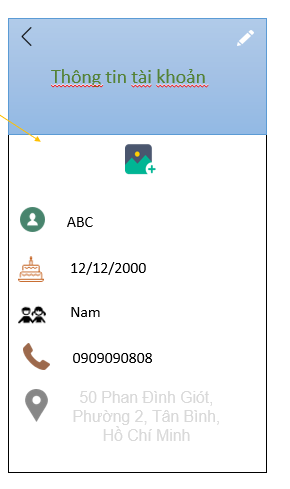 Thông tin tài khoản
ABC
12/12/2000
Nam
0909090808
50 Phan Đình Giót,
Phường 2, Tân Bình,
Hồ Chí Minh